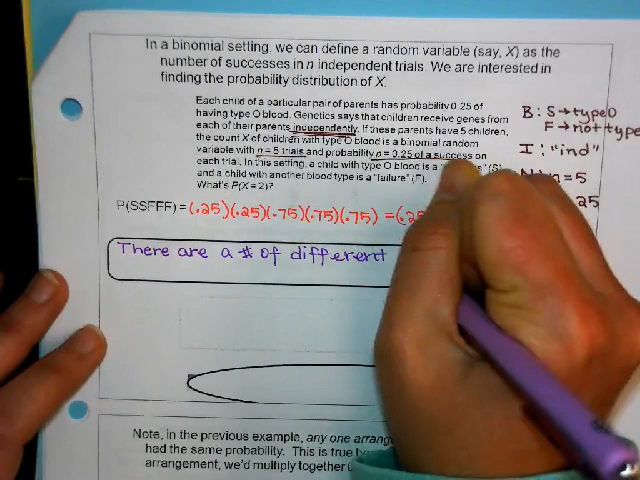 In a binomial setting, we can define a random variable (say, X) as the
number of successes in n independent trials. We are interested in
finding the probability distribution of X.
Each child of a particular pair of parents has probability 0.25 of
having type O blood. Genetics says that children receive genes from
each of their parents independently. If these parents have 5 children,
the count X of children with type O blood is a binomial random
variable with n = 5 trials and probability p = 0.25 of a success on
each trial. In this setting, a child with type O blood is a
and a child with another blood type is a "failure" (F).
What's P(X = 2)?
B: S→type O
F→not type
I: "ind"
n=5
.25
P(SSFFF) = (.25)(.25)(.75)(.75)(.75) = (.25
There are a # of different
Note, in the previous example, any one
had the same probability. This is true
arrangement, we'd multiply together